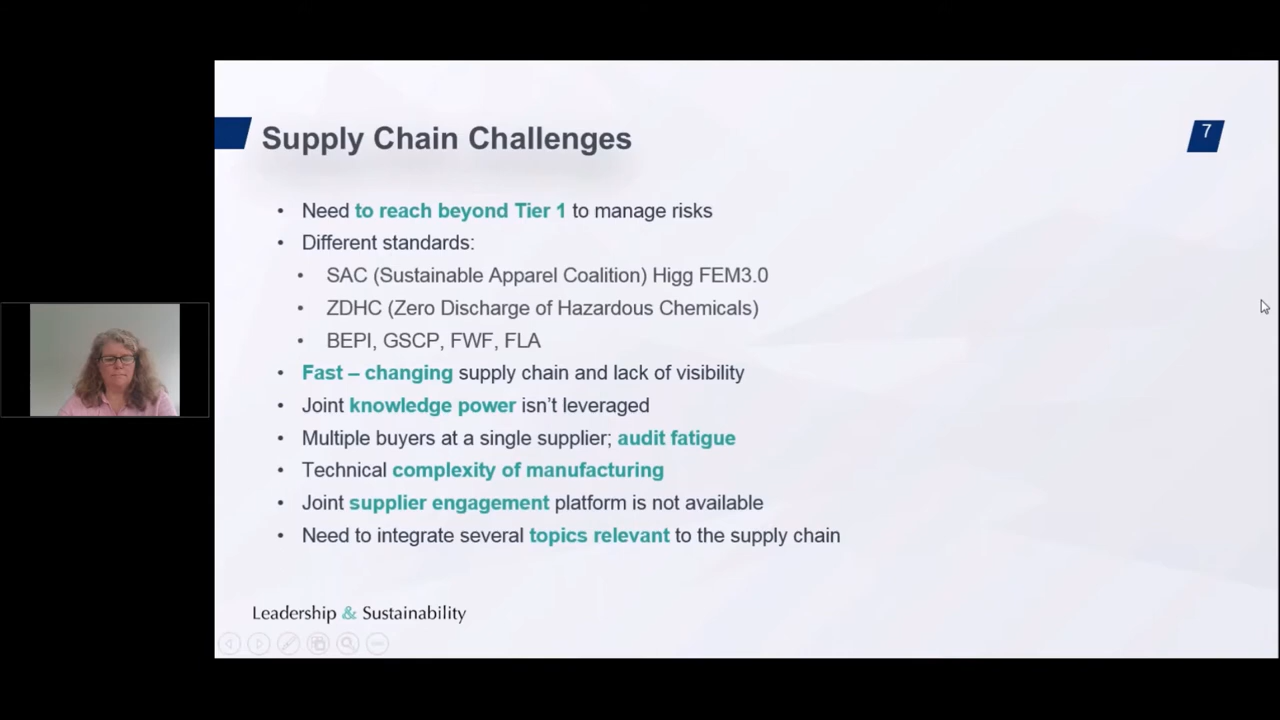 Supply Chain Challenges
7
• Need to reach beyond Tier 1 to manage risks
• Different standards:
• SAC (Sustainable Apparel Coalition) Higg FEM3.0
• ZDHC (Zero Discharge of Hazardous Chemicals)
• BEPI, GSCP, FWF, FLA
• Fast – changing supply chain and lack of visibility
• Joint knowledge power isn’t leveraged
• Multiple buyers at a single supplier; audit fatigue
• Technical complexity of manufacturing
• Joint supplier engagement platform is not available
• Need to integrate several topics relevant to the supply chain
Leadership & Sustainability